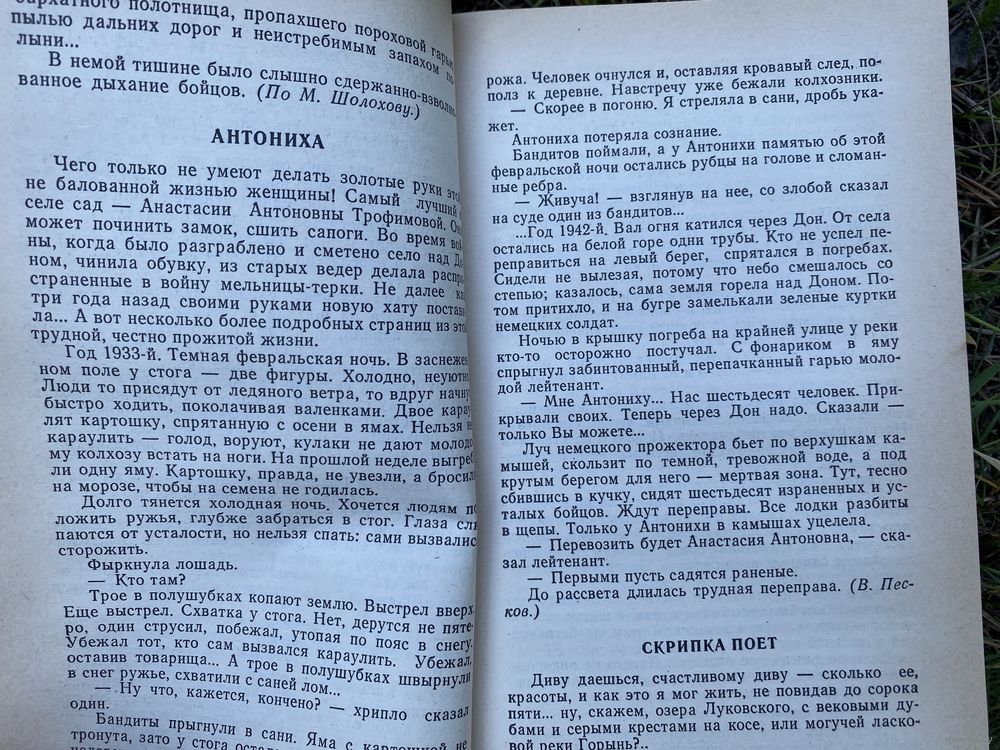 бархатного полотнища, пропахшего пороховой гарью,
пылью дальних дорог и неистребимым запахом по-
лыни...
В немой тишине было слышно сдержанно-взволно-
ванное дыхание бойцов. (По М. Шолохову.)
АНТОНИХА
Чего только не умеют делать золотые руки этой
не балованной жизнью женщины! Самый лучший в
селе сад — Анастасии Антоновны Трофимовой. Она
может починить замок, сшить сапоги. Во время вой-
ны, когда было разграблено и сметено село над До-
ном, чинила обувку, из старых ведер делала распро-
страненные в войну мельницы-терки. Не далее как
три года назад своими руками новую хату постави-
ла... А вот несколько более подробных страниц из этой
трудной, честно прожитой жизни.
Год 1933-й. Темная февральская ночь. В заснежен-
ном поле у стога — две фигуры. Холодно, неуютно.
Люди то присядут от ледяного ветра, то вдруг начнут
быстро ходить, поколачивая валенками. Двое карау-
лят картошку, спрятанную с осени в ямах. Нельзя не
караулить — голод, воруют, кулаки не дают молодо-
му колхозу встать на ноги. На прошлой неделе выгреб-
ли одну яму. Картошку, правда, не увезли, а бросили
на морозе, чтобы на семена не годилась.
Долго тянется холодная ночь. Хочется людям по-
ложить ружья, глубже забраться в стог. Глаза сли-
паются от усталости, но нельзя спать: сами вызвались
сторожить.
Фыркнула лошадь.
— Кто там?
Трое в полушубках копают землю. Выстрел вверх.
Еще выстрел. Схватка у стога. Нет, дерутся не пяте-
ро, один струсил, побежал, утопая по пояс в снегу.
Убежал тот, кто сам вызвался караулить. Убежал,
оставив товарища... А трое в полушубках швырнули
в снег ружье, схватили с саней лом...
— Ну что, кажется, кончено? — хрипло сказал
один.
Бандиты прыгнули в сани. Яма с картошкой не
тронута, зато у стога
рожа. Человек очнулся и, оставляя кровавый след, по-
полз к деревне. Навстречу уже бежали колхозники.
— Скорее в погоню. Я стреляла в сани, дробь ука-
жет.
Антониха потеряла сознание.
Бандитов поймали, а у Антонихи памятью об этой
февральской ночи остались рубцы на голове и сломан-
ные ребра.
— Живуча! — взглянув на нее, со злобой сказал
на суде один из бандитов...
...Год 1942-й. Вал огня катился через Дон. От села
остались на белой горе одни трубы. Кто не успел пе-
реправиться на левый берег, спрятался в погребах.
Сидели не вылезая, потому что небо смешалось со
степью; казалось, сама земля горела над Доном. По-
том притихло, и на бугре замелькали зеленые куртки
немецких солдат.
Ночью в крышку погреба на крайней улице у реки
кто-то осторожно постучал. С фонариком в яму
спрыгнул забинтованный, перепачканный гарью моло-
дой лейтенант.
— Мне Антониху... Нас шестьдесят человек. При-
крывали своих. Теперь через Дон надо. Сказали —
только Вы можете...
Луч немецкого прожектора бьет по верхушкам ка-
мышей, скользит по темной, тревожной воде, а под
крутым берегом для него — мертвая зона. Тут, тесно
сбившись в кучку, сидят шестьдесят израненных и ус-
талых бойцов. Ждут переправы. Все лодки разбиты
в щепы. Только у Антонихи в камышах уцелела.
— Перевозить будет Анастасия Антоновна, — ска-
зал лейтенант.
— Первыми пусть садятся раненые.
До рассвета длилась трудная переправа. (В. Пес-
ков.)
СКРИПКА ПОЕТ
Диву даешься, счастливому диву — сколько ее,
красоты, и как это я мог жить, не повидав до сорока
пяти... ну, скажем, озера Луковского, с вековыми ду-
бами и серыми крестами на косе, или могучей ласко-
вой реки Горынь?..